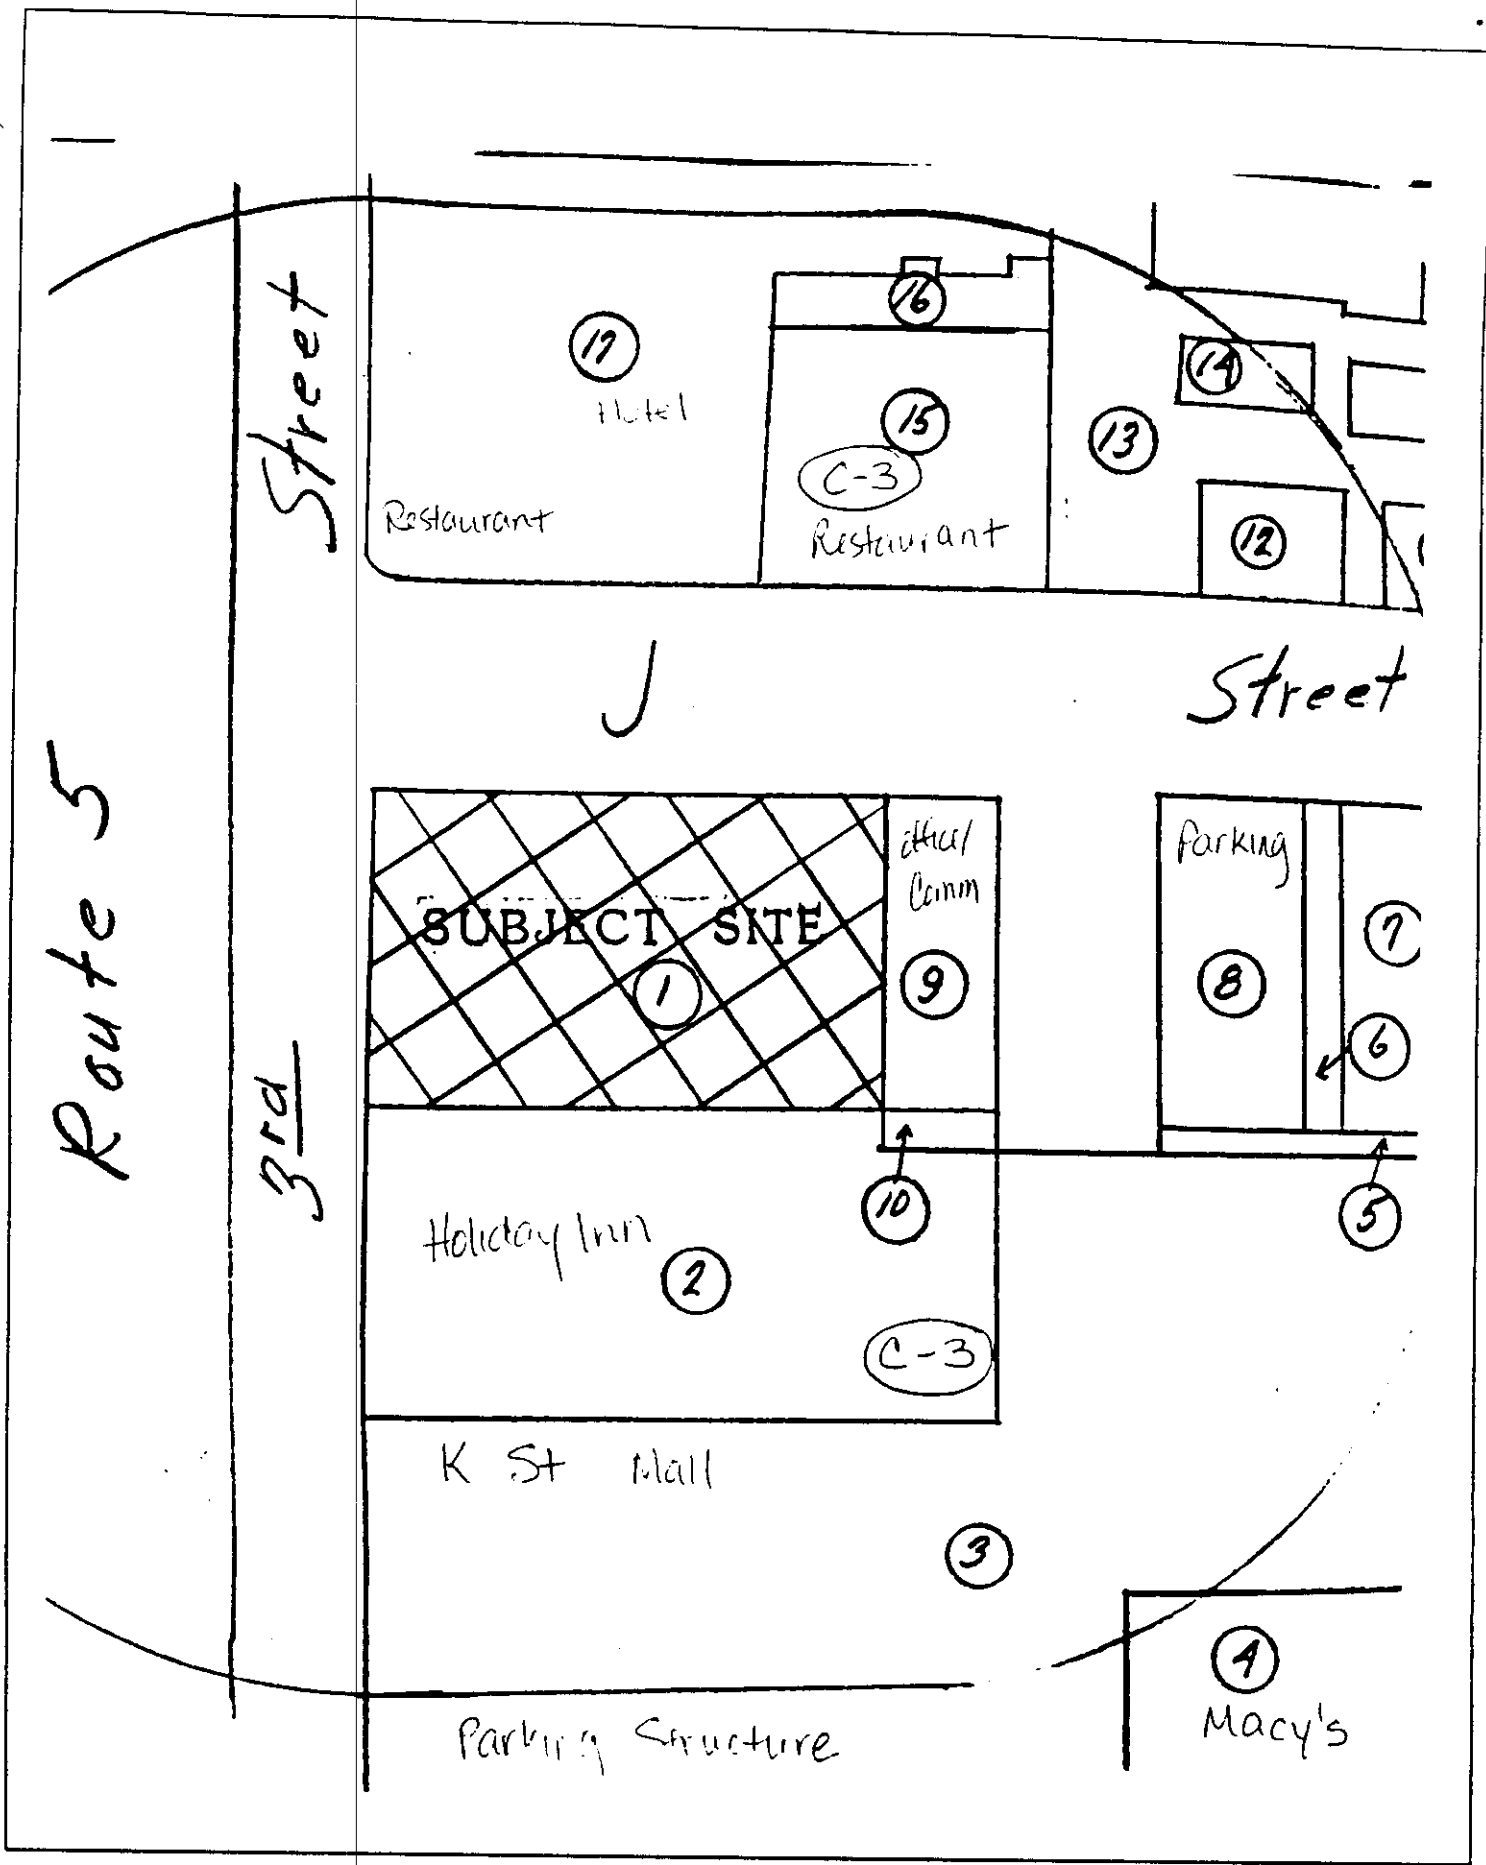 16
17
14
Hotel
15
13
C-3
Restaurant
Restaurant
12
J Street
3rd Street
Route 5
Office/
Comm
Parking
SUBJECT SITE
7
1
9
8
6
10
5
Holiday Inn
2
C-3
K St Mall
3
4
Parking Structure
Macy's